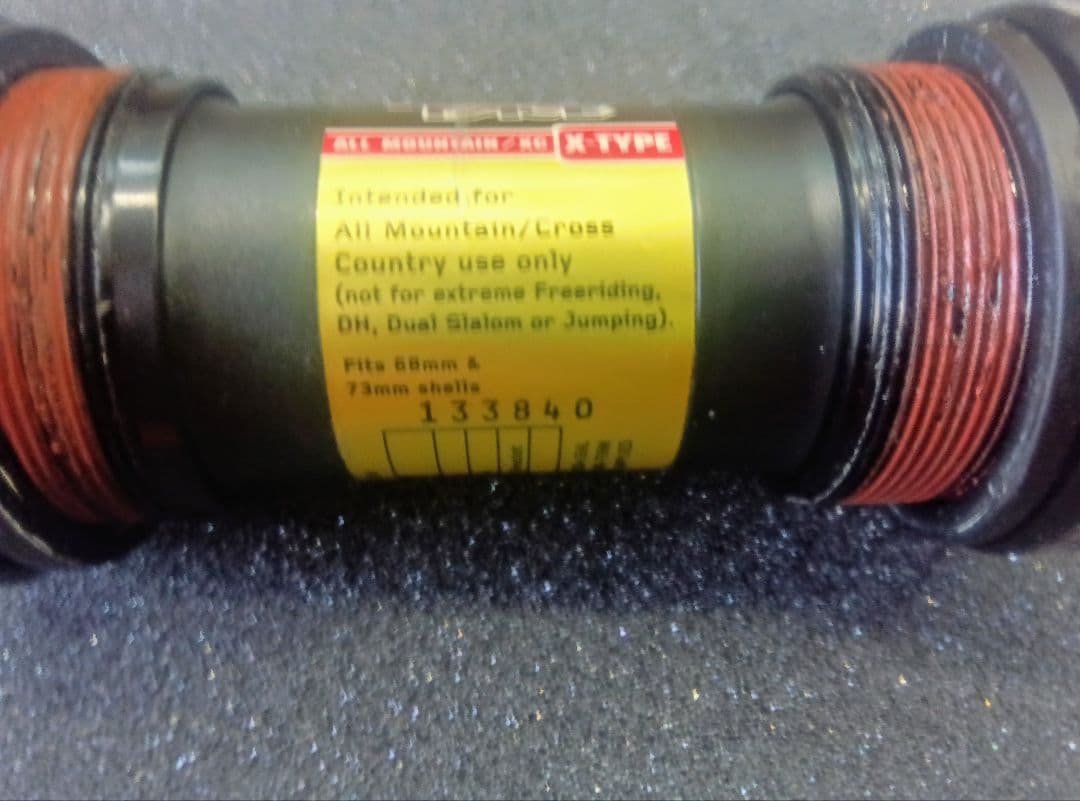 ALL MOUNTAIN/XC X-TYPE
Intended for
All Mountain/Cross
Country use only
(not for extreme Freeriding,
DH, Dual Slalom or Jumping).
Fits 68mm &
73mm shells
133840